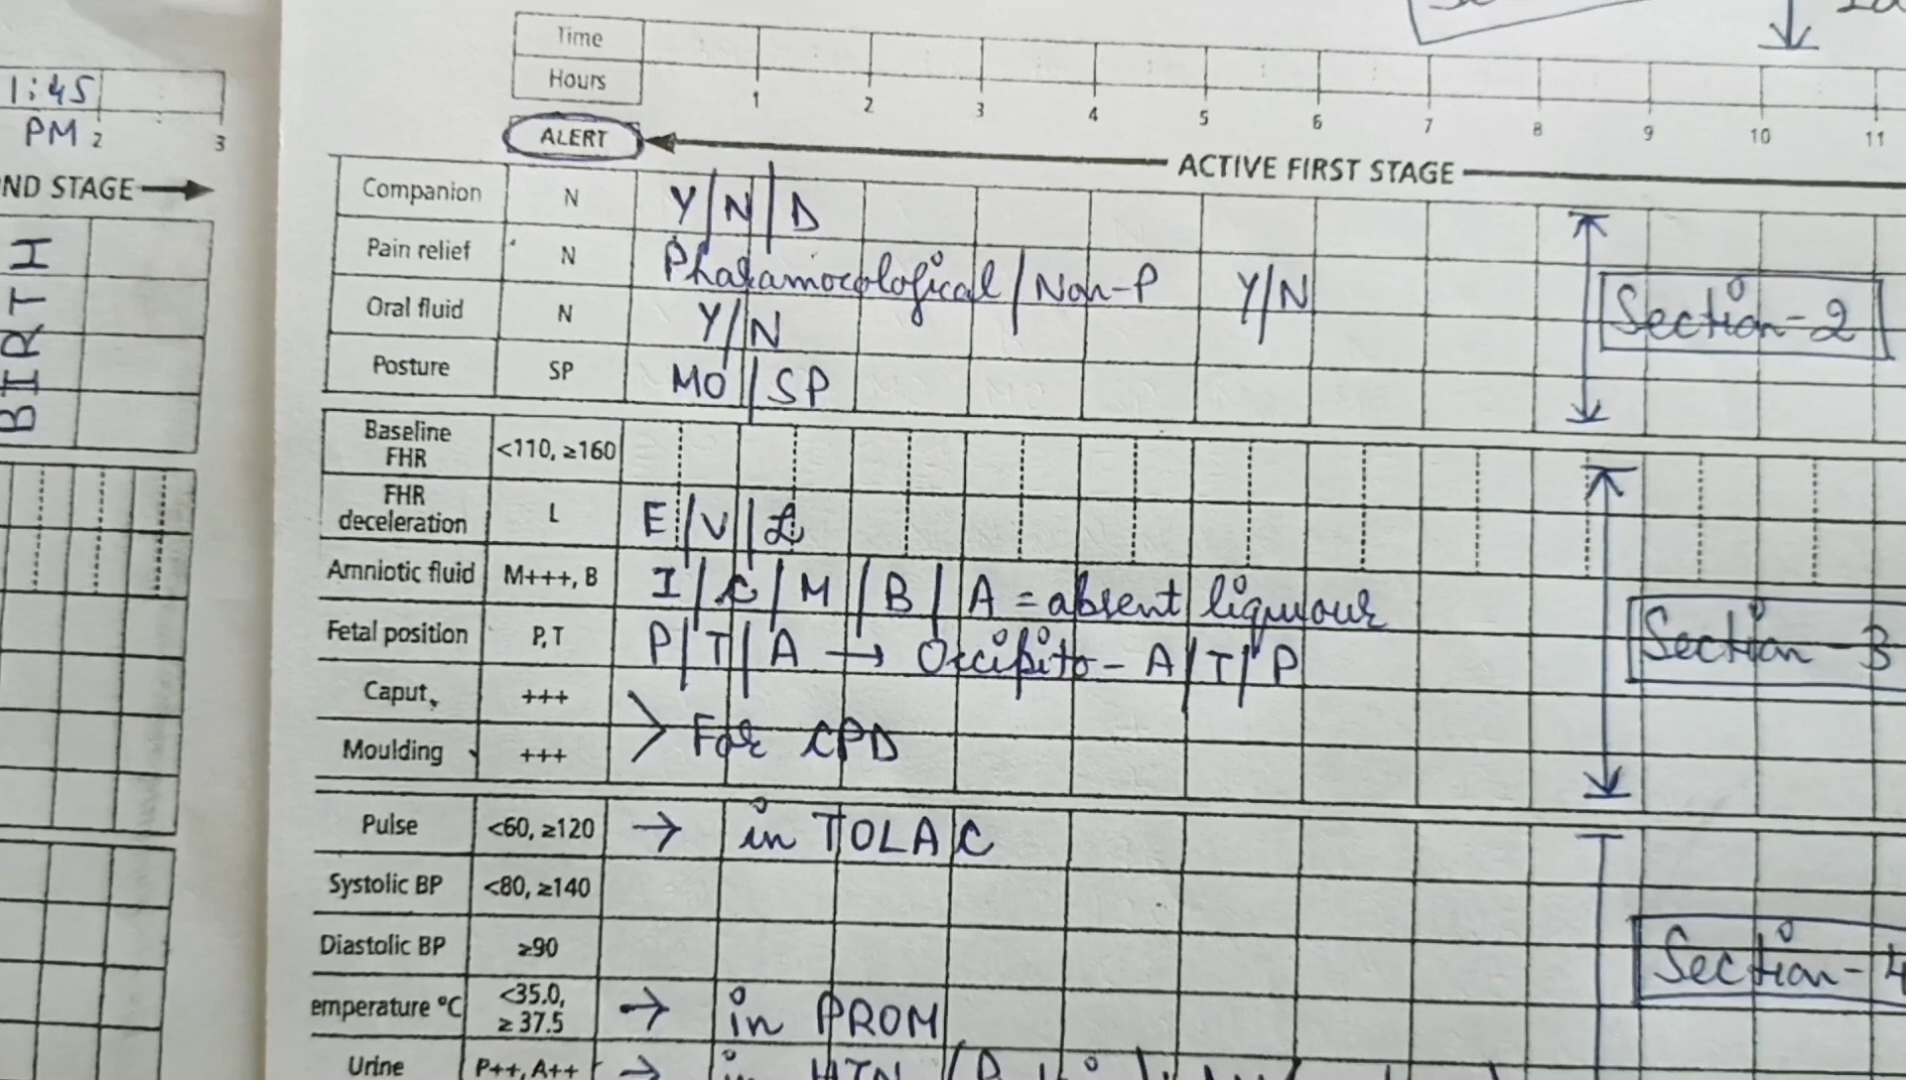 1:45
PM 2 3
ND STAGE
BIRTH
Time
Hours
1 2 3 4 5 6 7 8 9 10 11
ALERT
ACTIVE FIRST STAGE
Companion N Y/N/D
Pain relief N Pharamocological/Non-P Y/N
Oral fluid N Y/N
Posture SP MO/SP
Section-2
Baseline
FHR <110, ≥160
FHR
deceleration L E/V/L
Amniotic fluid M+++, B I/C/M/B/A = absent liquour
Fetal position P, T P/T/A → Occipito-A/T/P
Caput +++
Moulding +++ > For CPD
Section-3
Pulse <60, ≥120 → in TOLAC
Systolic BP <80, ≥140
Diastolic BP ≥90
Section-4
emperature °C <35.0,
≥ 37.5 → in PROM
Urine P++, A++ → in HTN